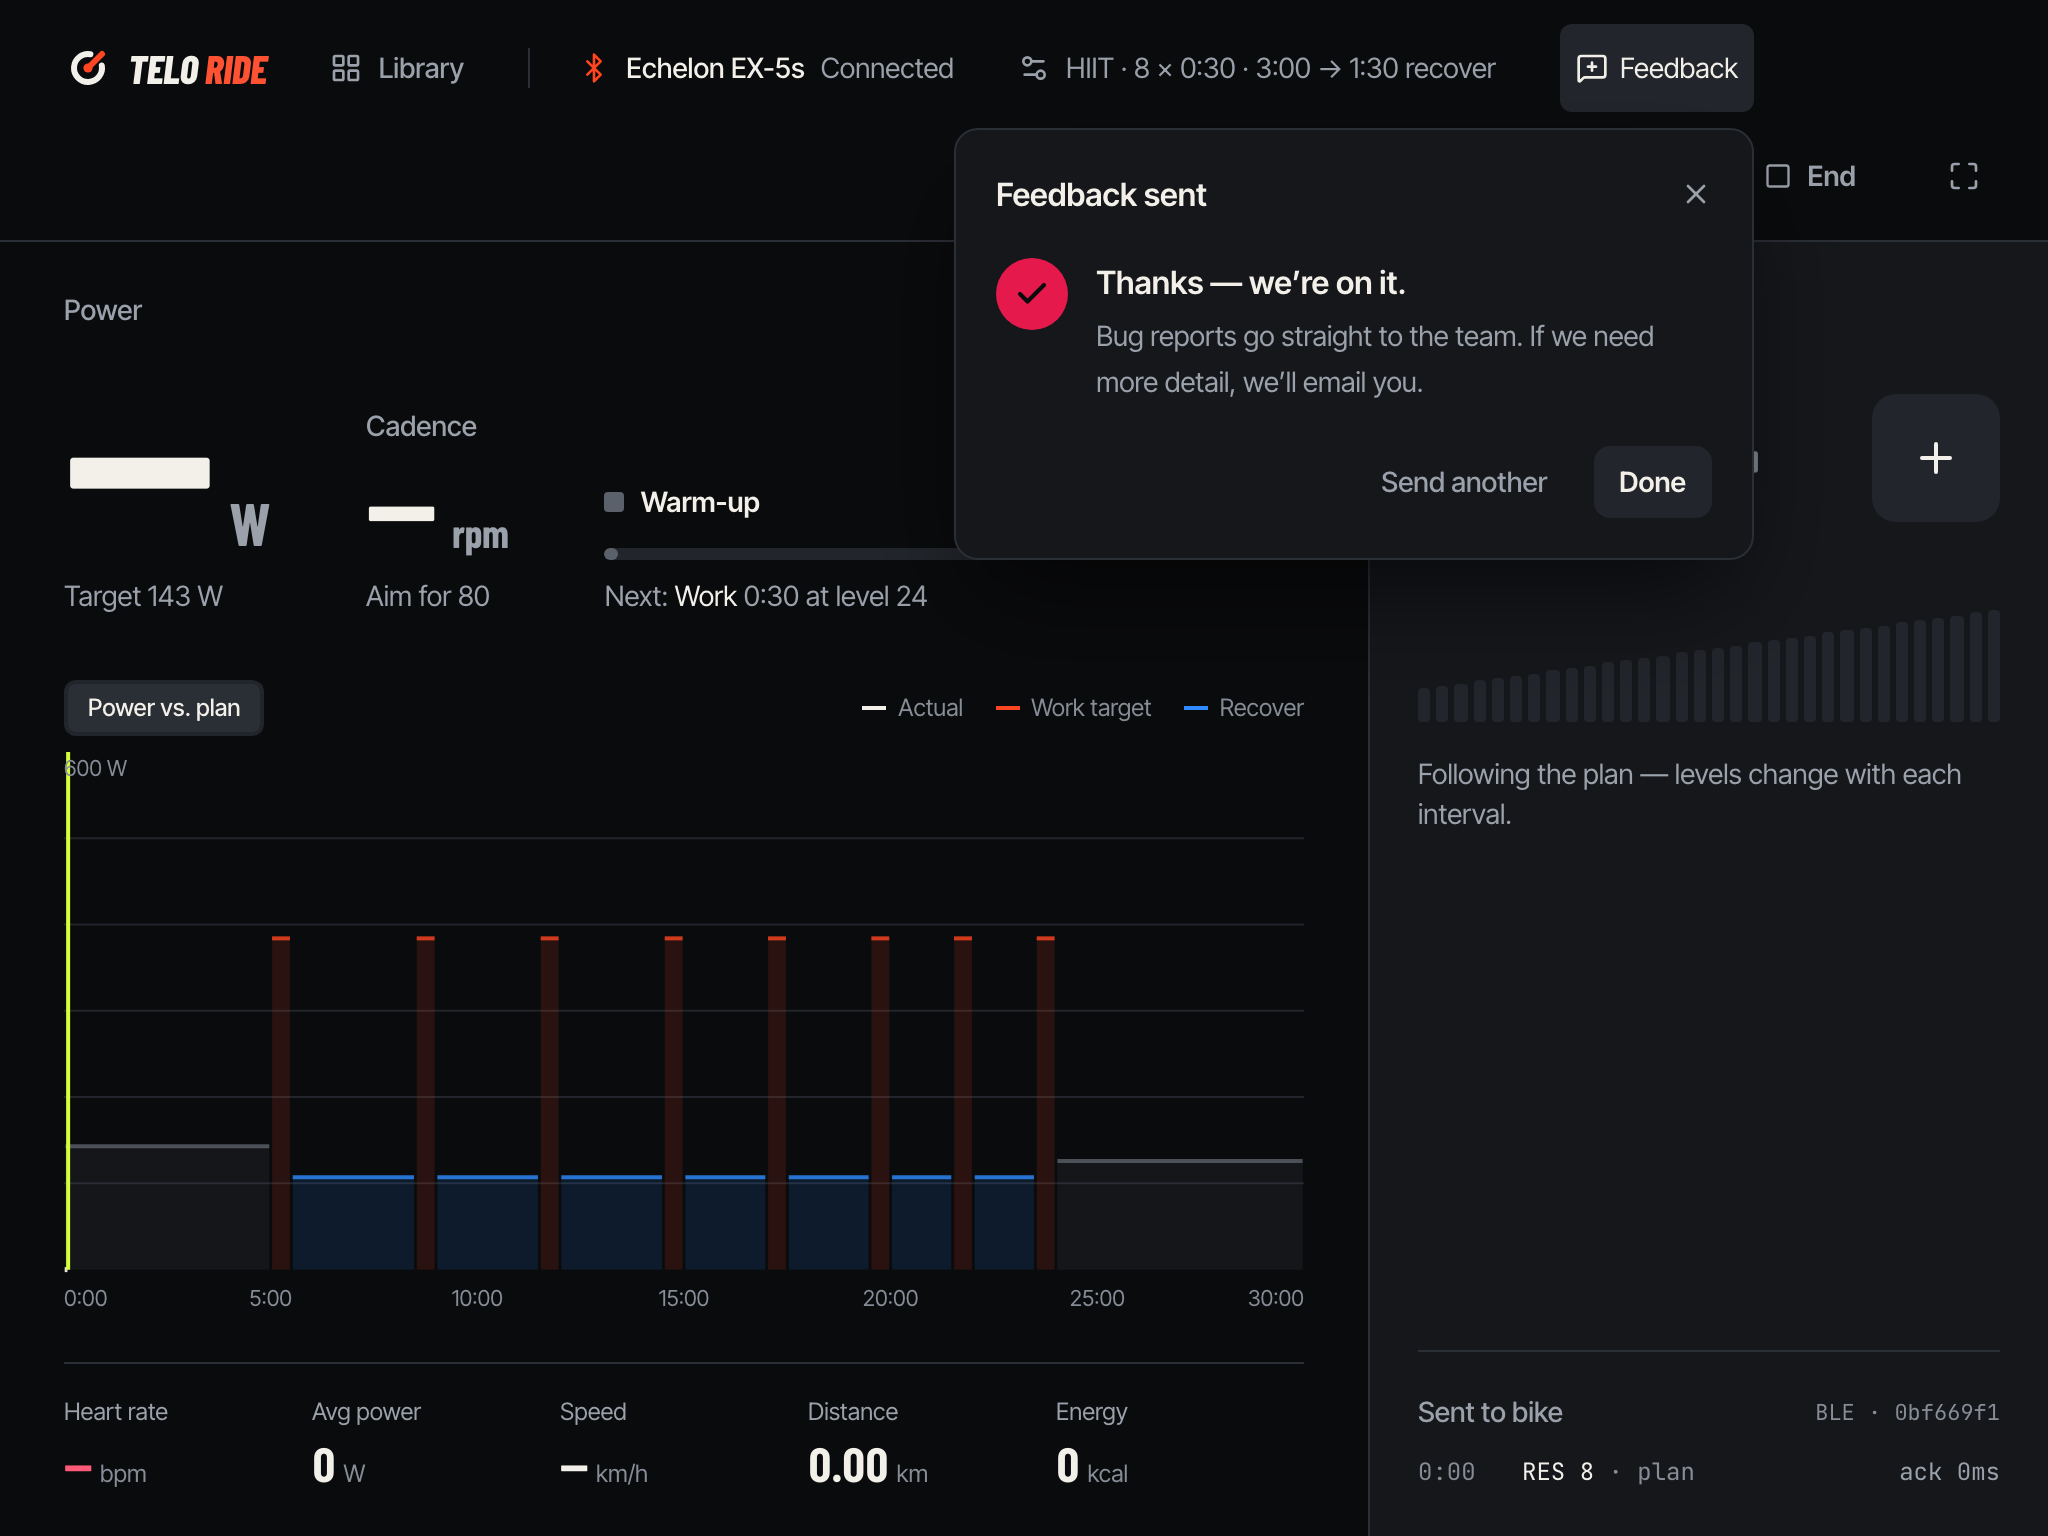 TELO RIDE
Library
Echelon EX-5s Connected
HIIT · 8 × 0:30 · 3:00 → 1:30 recover
Feedback
End
Feedback sent
Thanks — we’re on it.
Bug reports go straight to the team. If we need
more detail, we’ll email you.
Send another
Done
Power
W
Target 143 W
Cadence
rpm
Aim for 80
Warm-up
Next: Work 0:30 at level 24
Power vs. plan
Actual
Work target
Recover
600 W
0:00 5:00 10:00 15:00 20:00 25:00 30:00
Following the plan — levels change with each
interval.
Heart rate
bpm
Avg power
0 W
Speed
km/h
Distance
0.00 km
Energy
0 kcal
Sent to bike
BLE · 0bf669f1
0:00 RES 8 · plan ack 0ms